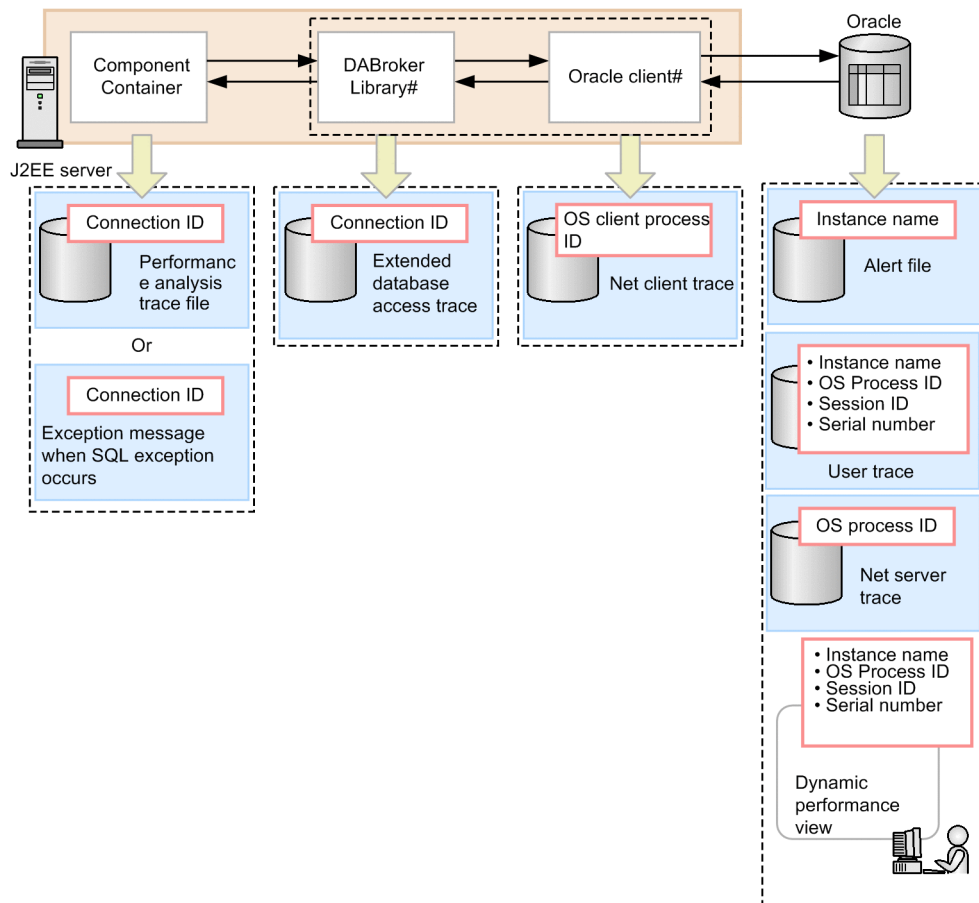 Oracle
Component
Container
DABroker
Library#
Oracle client#
J2EE server
Connection ID
Performanc
e analysis
trace file
Or
Connection ID
Exception message
when SQL exception
occurs
Connection ID
Extended
database
access trace
OS client process
ID
Net client trace
Instance name
Alert file
• Instance name
• OS Process ID
• Session ID
• Serial number
User trace
OS process ID
Net server
trace
• Instance name
• OS Process ID
• Session ID
• Serial number
Dynamic
performance
view